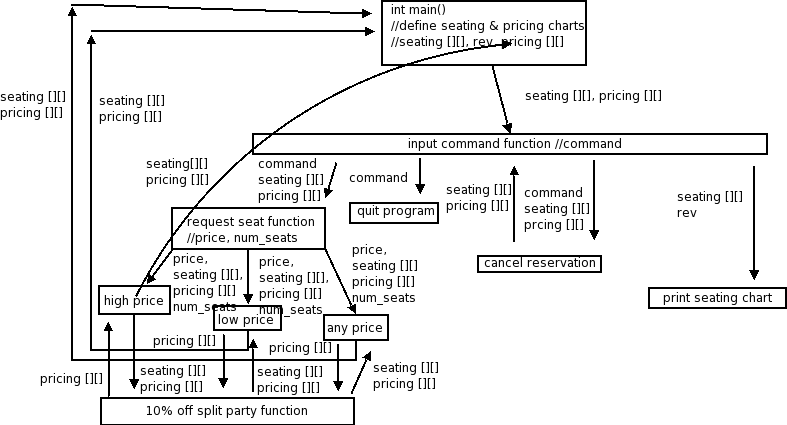 int main()
//define seating & pricing charts
//seating [][], rev, pricing [][]
seating [][]
pricing [][]
seating [][]
pricing [][]
seating [][], pricing [][]
input command function //command
seating[][]
pricing [][]
command
seating [][]
pricing [][]
command
seating [][]
pricing [][]
command
seating [][]
prcing [][]
seating [][]
rev
request seat function
//price, num_seats
quit program
price,
seating [][],
pricing [][]
num_seats
price,
seating [][],
pricing [][]
num_seats
price,
seating [][]
pricing [][]
num_seats
cancel reservation
high price
low price
any price
print seating chart
pricing [][]
pricing [][]
pricing [][]
seating [][]
pricing [][]
seating [][]
pricing [][]
seating [][]
pricing [][]
10% off split party function